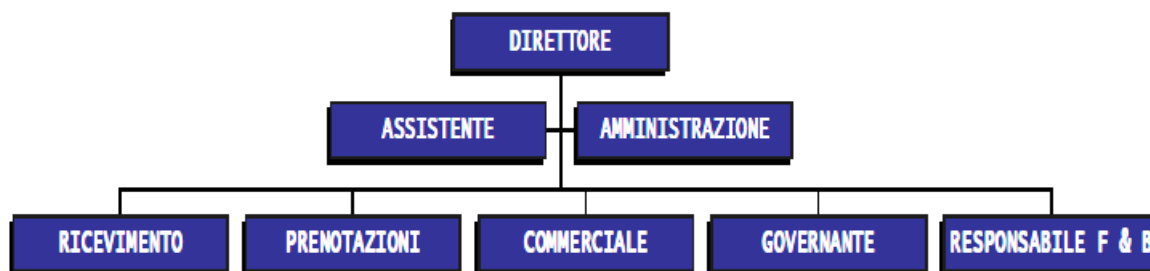 DIRETTORE
ASSISTENTE
AMMINISTRAZIONE
RICEVIMENTO
PRENOTAZIONI
COMMERCIALE
GOVERNANTE
RESPONSABILE F & B